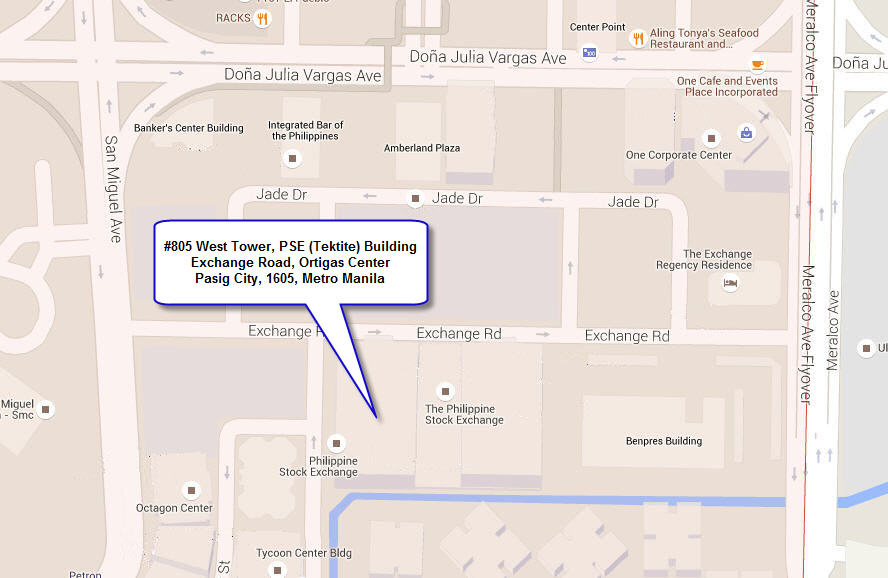 RACKS
Center Point
Aling Tonya's Seafood
Restaurant and...
Doña Julia Vargas Ave
Doña Julia Vargas Ave
Doña Ju
One Cafe and Events
Place Incorporated
Meralco Ave Flyover
Banker's Center Building
Integrated Bar of
the Philippines
Amberland Plaza
One Corporate Center
San Miguel Ave
Jade Dr
Jade Dr
Jade Dr
#805 West Tower, PSE (Tektite) Building
Exchange Road, Ortigas Center
Pasig City, 1605, Metro Manila
The Exchange
Regency Residence
Meralco Ave Flyover
Meralco Ave
Exchange R
Exchange Rd
Exchange Rd
Miguel
- Smc
The Philippine
Stock Exchange
Benpres Building
Philippine
Stock Exchange
Octagon Center
Tycoon Center Bldg
St
Petron